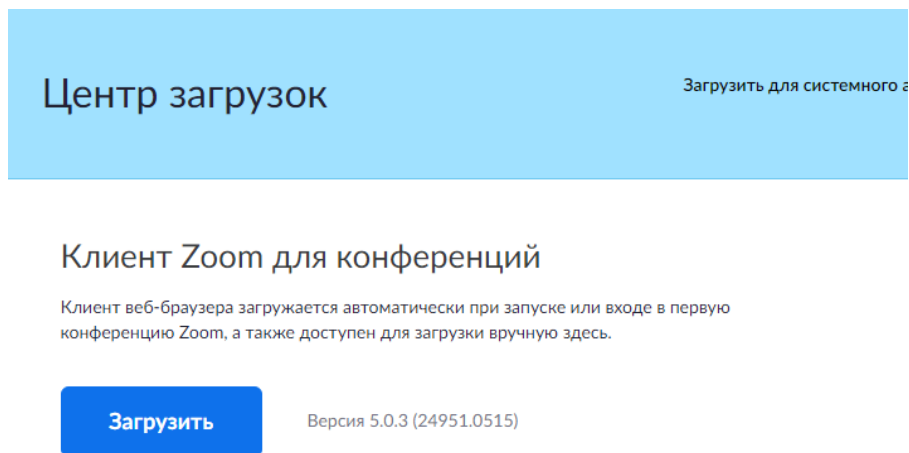 Центр загрузок
Загрузить для системного
Клиент Zoom для конференций
Клиент веб-браузера загружается автоматически при запуске или входе в первую
конференцию Zoom, а также доступен для загрузки вручную здесь.
Загрузить
Версия 5.0.3 (24951.0515)